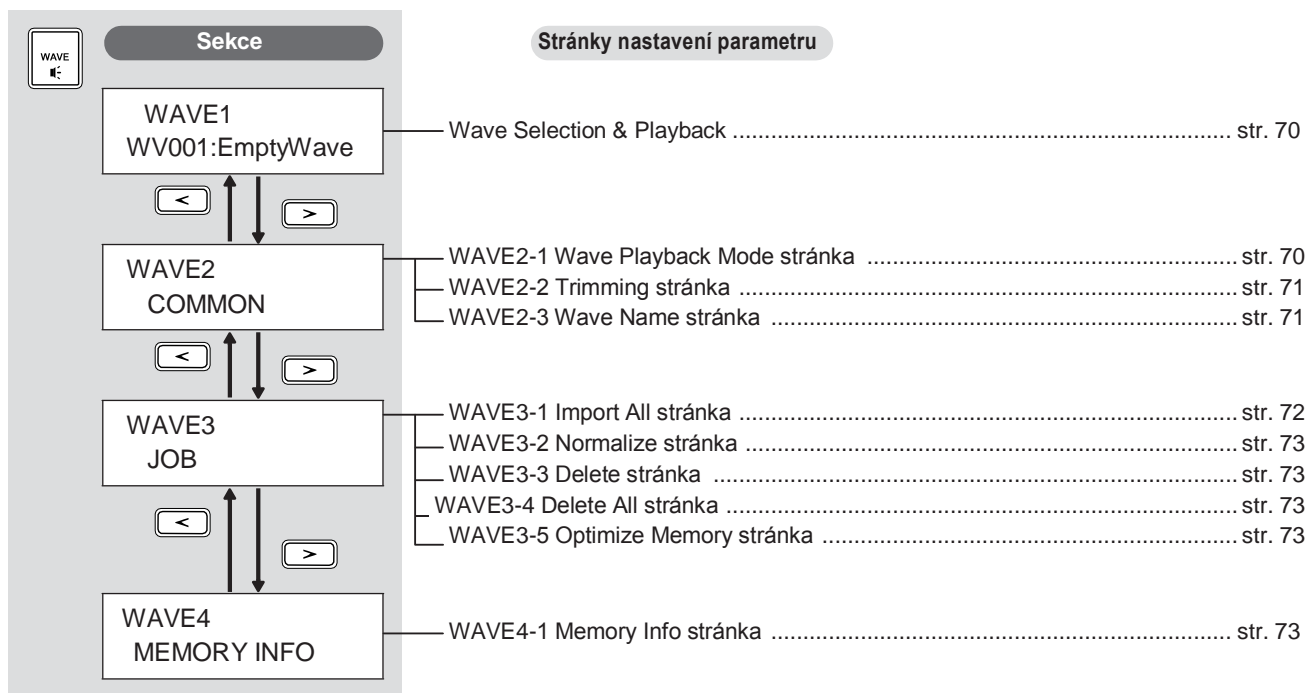 WAVE
Sekce
Stránky nastavení parametru
WAVE1
WV001:EmptyWave
Wave Selection & Playback ........................................................................................ str. 70
<
>
WAVE2
COMMON
WAVE2-1 Wave Playback Mode stránka ................................................................... str. 70
WAVE2-2 Trimming stránka ........................................................................................ str. 71
WAVE2-3 Wave Name stránka .................................................................................. str. 71
<
>
WAVE3
JOB
WAVE3-1 Import All stránka ....................................................................................... str. 72
WAVE3-2 Normalize stránka ...................................................................................... str. 73
WAVE3-3 Delete stránka ............................................................................................ str. 73
WAVE3-4 Delete All stránka .......................................................................................... str. 73
WAVE3-5 Optimize Memory stránka .......................................................................... str. 73
<
>
WAVE4
MEMORY INFO
WAVE4-1 Memory Info stránka .................................................................................. str. 73